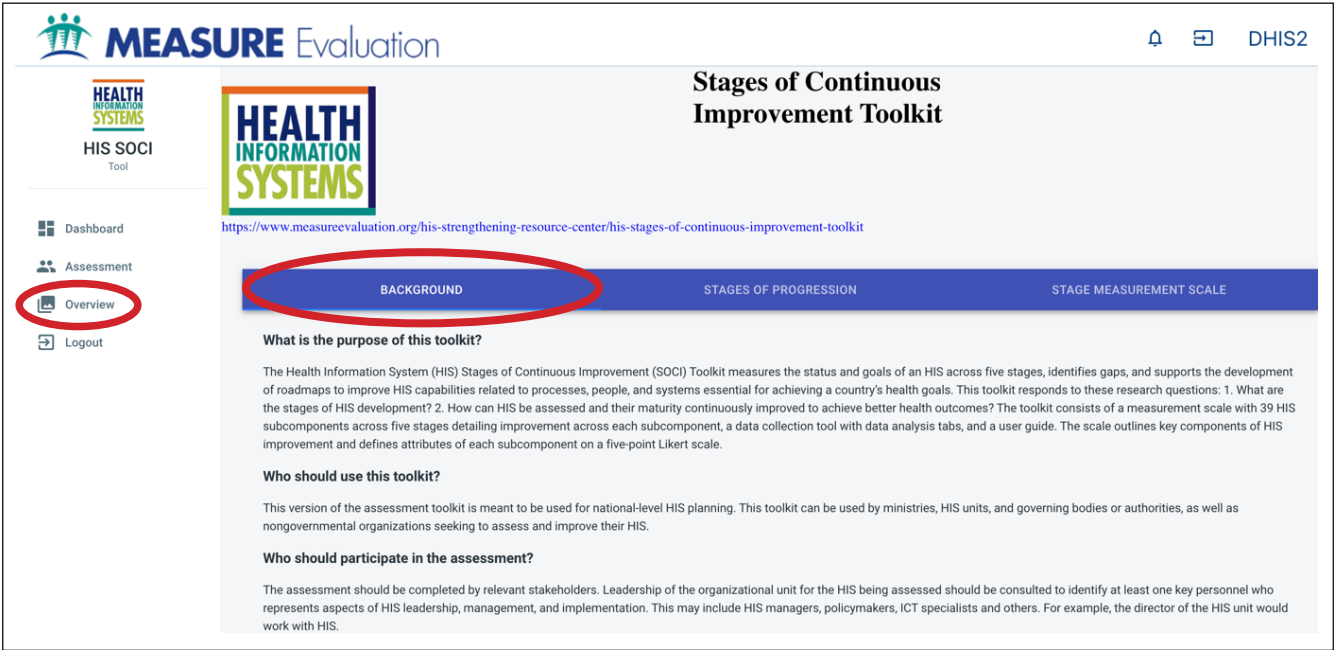 MEASURE Evaluation
DHIS2
HEALTH
INFORMATION
SYSTEMS
HIS SOCI
Tool
Dashboard
Assessment
Overview
Logout
HEALTH
INFORMATION
SYSTEMS
Stages of Continuous
Improvement Toolkit
https://www.measureevaluation.org/his-strengthening-resource-center/his-stages-of-continuous-improvement-toolkit
BACKGROUND
STAGES OF PROGRESSION
STAGE MEASUREMENT SCALE
What is the purpose of this toolkit?
The Health Information System (HIS) Stages of Continuous Improvement (SOCI) Toolkit measures the status and goals of an HIS across five stages, identifies gaps, and supports the development
of roadmaps to improve HIS capabilities related to processes, people, and systems essential for achieving a country's health goals. This toolkit responds to these research questions: 1. What are
the stages of HIS development? 2. How can HIS be assessed and their maturity continuously improved to achieve better health outcomes? The toolkit consists of a measurement scale with 39 HIS
subcomponents across five stages detailing improvement across each subcomponent, a data collection tool with data analysis tabs, and a user guide. The scale outlines key components of HIS
improvement and defines attributes of each subcomponent on a five-point Likert scale.
Who should use this toolkit?
This version of the assessment toolkit is meant to be used for national-level HIS planning. This toolkit can be used by ministries, HIS units, and governing bodies or authorities, as well as
nongovernmental organizations seeking to assess and improve their HIS.
Who should participate in the assessment?
The assessment should be completed by relevant stakeholders. Leadership of the organizational unit for the HIS being assessed should be consulted to identify at least one key personnel who
represents aspects of HIS leadership, management, and implementation. This may include HIS managers, policymakers, ICT specialists and others. For example, the director of the HIS unit would
work with HIS.